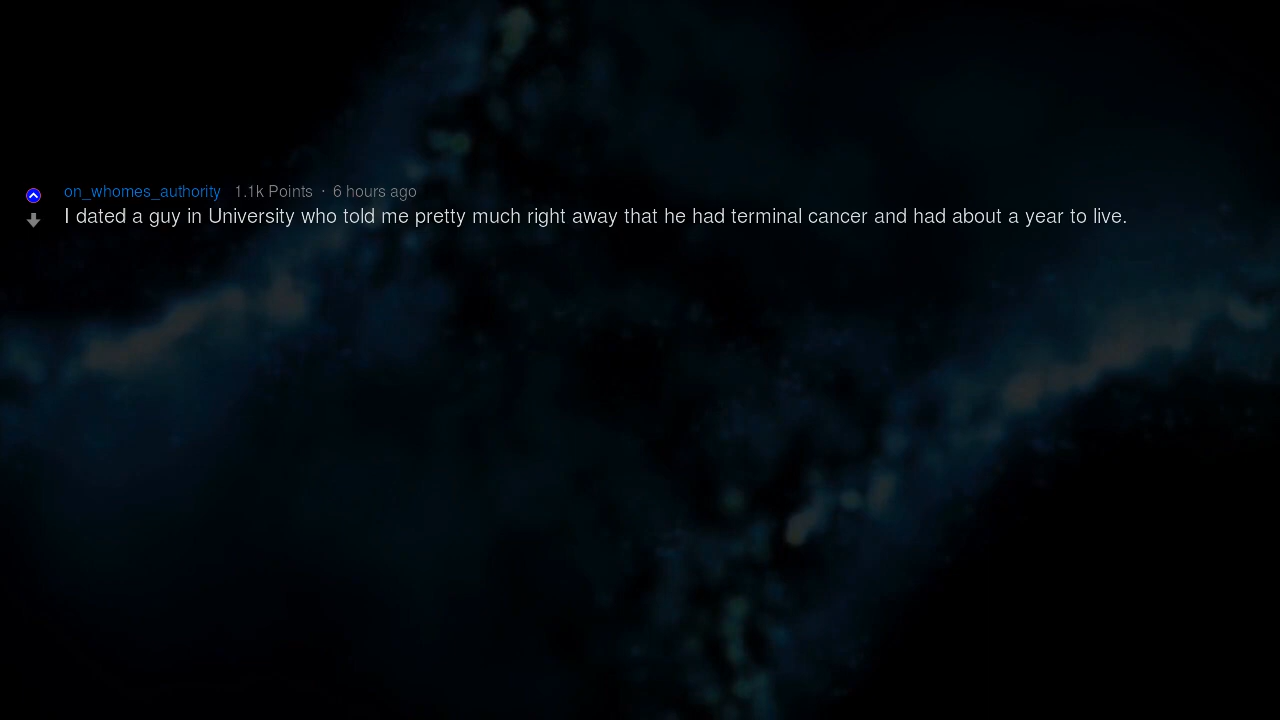 on_whomes_authority 1.1k Points · 6 hours ago
I dated a guy in University who told me pretty much right away that he had terminal cancer and had about a year to live.